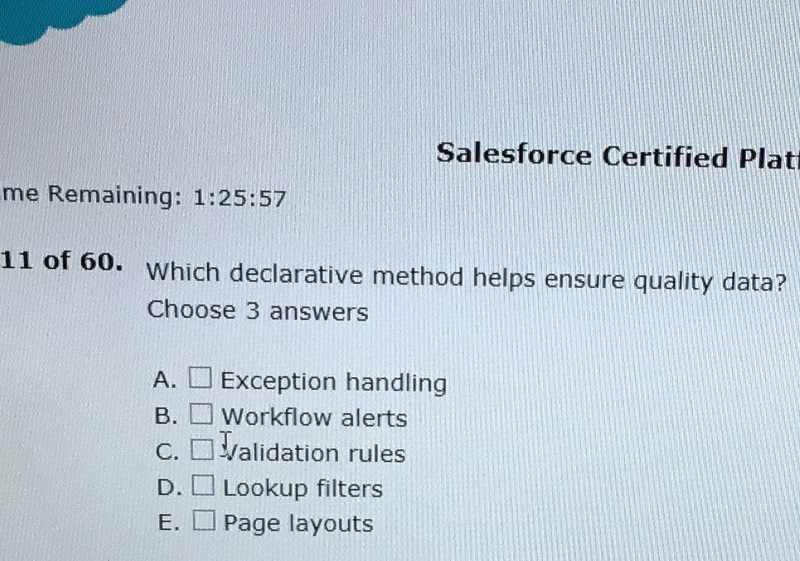 Salesforce Certified
me Remaining: 1:25:57
11 of 60. Which declarative method helps ensure quality data?
Choose 3 answers
A. Exception handling
B. Workflow alerts
C. Validation rules
D. Lookup filters
E. Page layouts